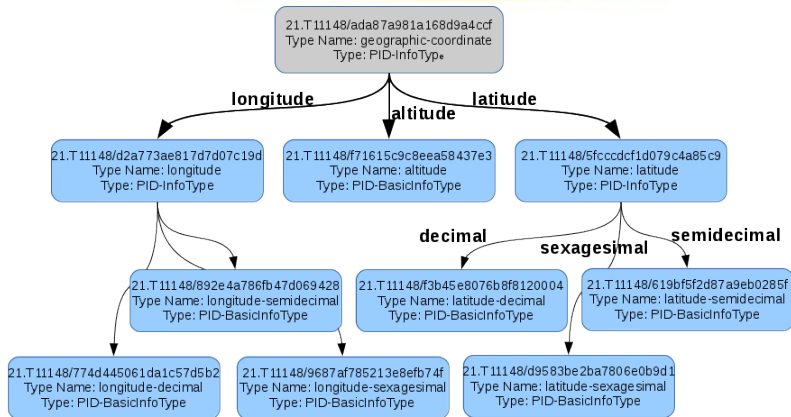 21.T11148/ada87a981a168d9a4ccf
Type Name: geographic-coordinate
Type: PID-InfoType
longitude
altitude
latitude
21.T11148/d2a773ae817d7d07c19d
Type Name: longitude
Type: PID-InfoType
21.T11148/f71615c9c8eea58437e3
Type Name: altitude
Type: PID-BasicInfoType
21.T11148/5fcccdcf1d079c4a85c9
Type Name: latitude
Type: PID-InfoType
decimal
sexagesimal
semidecimal
21.T11148/892e4a786fb47d069428
Type Name: longitude-semidecimal
Type: PID-BasicInfoType
21.T11148/f3b45e8076b8f8120004
Type Name: latitude-decimal
Type: PID-BasicInfoType
21.T11148/619bf5f2d87a9eb0285f
Type Name: latitude-semidecimal
Type: PID-BasicInfoType
21.T11148/774d445061da1c57d5b2
Type Name: longitude-decimal
Type: PID-BasicInfoType
21.T11148/9687af785213e8efb74f
Type Name: longitude-sexagesimal
Type: PID-BasicInfoType
21.T11148/d9583be2ba7806e0b9d1
Type Name: latitude-sexagesimal
Type: PID-BasicInfoType